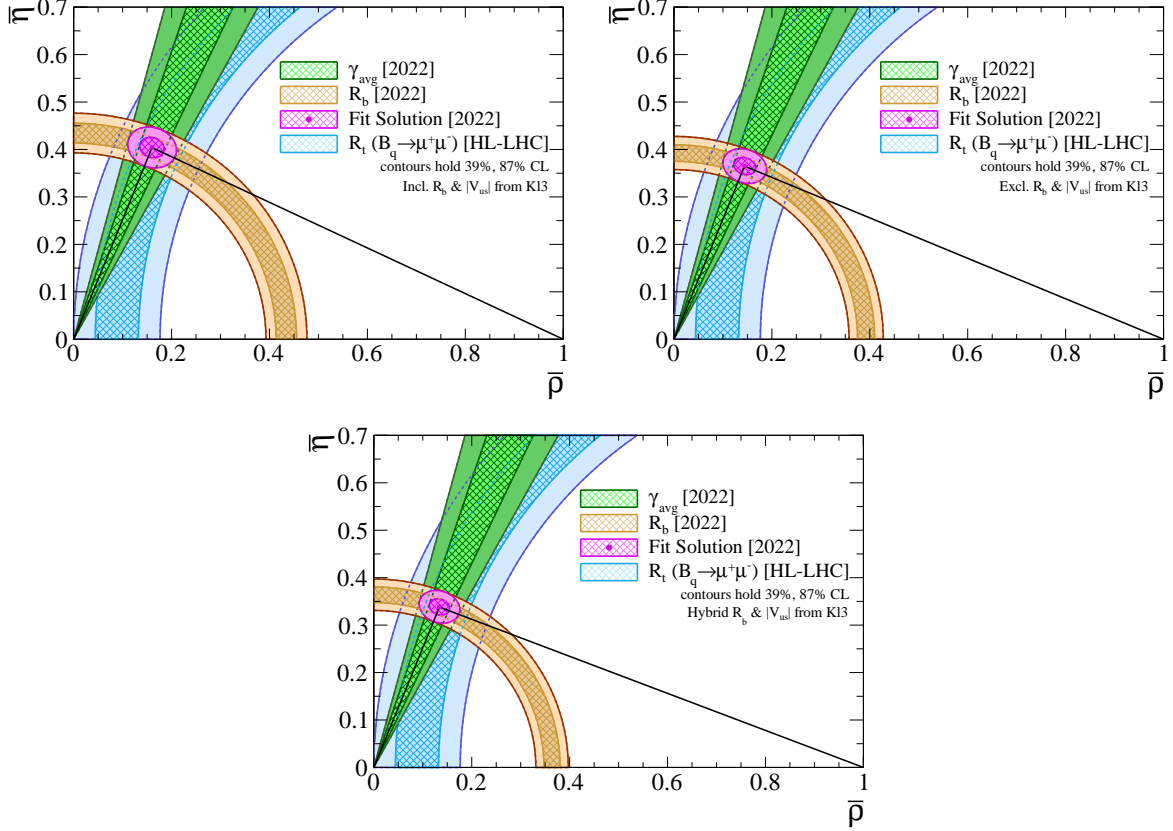 η̅
0.7
0.6
0.5
0.4
0.3
0.2
0.1
0
γavg [2022]
Rb [2022]
Fit Solution [2022]
Rt (Bq→μ+μ-) [HL-LHC]
contours hold 39%, 87% CL
Incl. Rb & |Vus| from Kl3
0 0.2 0.4 0.6 0.8 1
ρ̅
η̅
0.7
0.6
0.5
0.4
0.3
0.2
0.1
0
γavg [2022]
Rb [2022]
Fit Solution [2022]
Rt (Bq→μ+μ-) [HL-LHC]
contours hold 39%, 87% CL
Excl. Rb & |Vus| from Kl3
0 0.2 0.4 0.6 0.8 1
ρ̅
η̅
0.7
0.6
0.5
0.4
0.3
0.2
0.1
0
γavg [2022]
Rb [2022]
Fit Solution [2022]
Rt (Bq→μ+μ-) [HL-LHC]
contours hold 39%, 87% CL
Hybrid Rb & |Vus| from Kl3
0 0.2 0.4 0.6 0.8 1
ρ̅